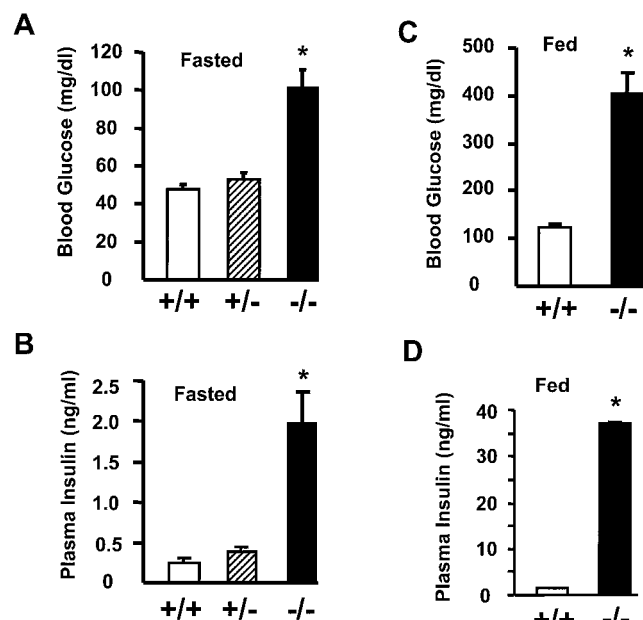 A
Blood Glucose (mg/dl)
120
100
80
60
40
20
0
Fasted
*
+/+ +/- -/-
C
Blood Glucose (mg/dl)
500
400
300
200
100
0
Fed
*
+/+ -/-
B
Plasma Insulin (ng/ml)
2.5
2.0
1.5
1.0
0.5
0
Fasted
*
+/+ +/- -/-
D
Plasma Insulin (ng/ml)
40
30
20
10
0
Fed
*
+/+ -/-